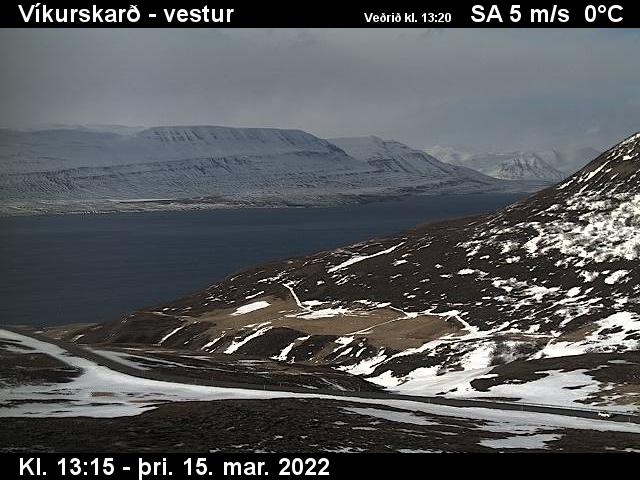 Víkurskarð - vestur Veðrið kl. 13:20 SA 5 m/s 0°C
Kl. 13:15 - þri. 15. mar. 2022